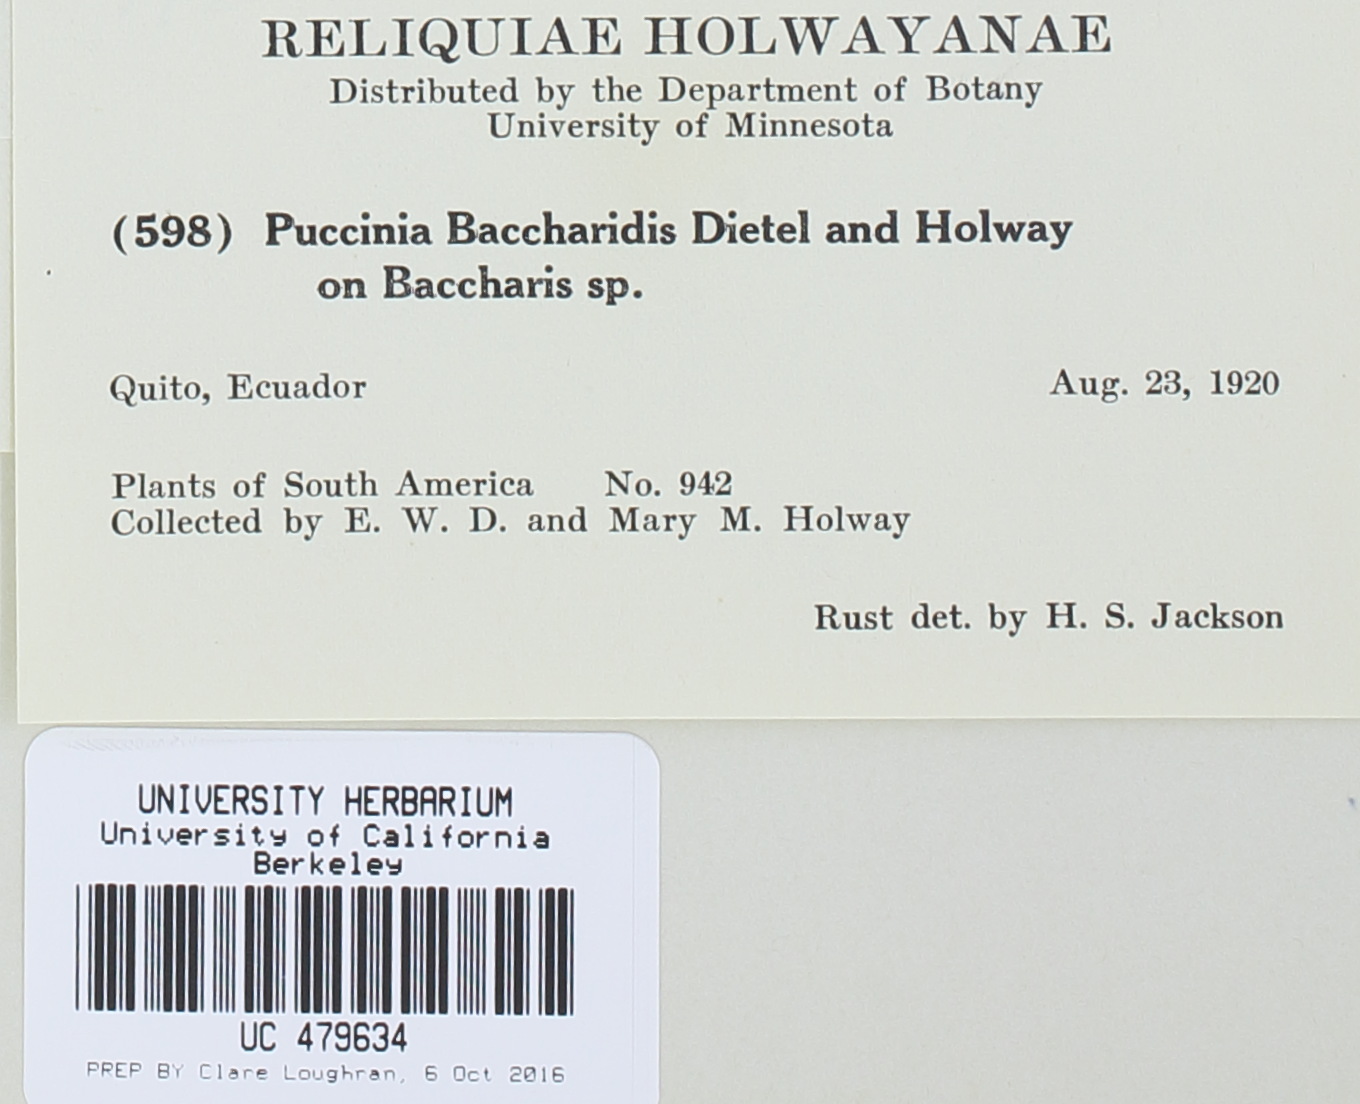 RELIQUIAE HOLWAYANAE
Distributed by the Department of Botany
University of Minnesota
(598) Puccinia Baccharidis Dietel and Holway
on Baccharis sp.
Quito, Ecuador Aug. 23, 1920
Plants of South America No. 942
Collected by E. W. D. and Mary M. Holway
Rust det. by H. S. Jackson
UNIVERSITY HERBARIUM
University of California
Berkeley
UC 479634
PREP BY Clare Loughran, 6 Oct 2016